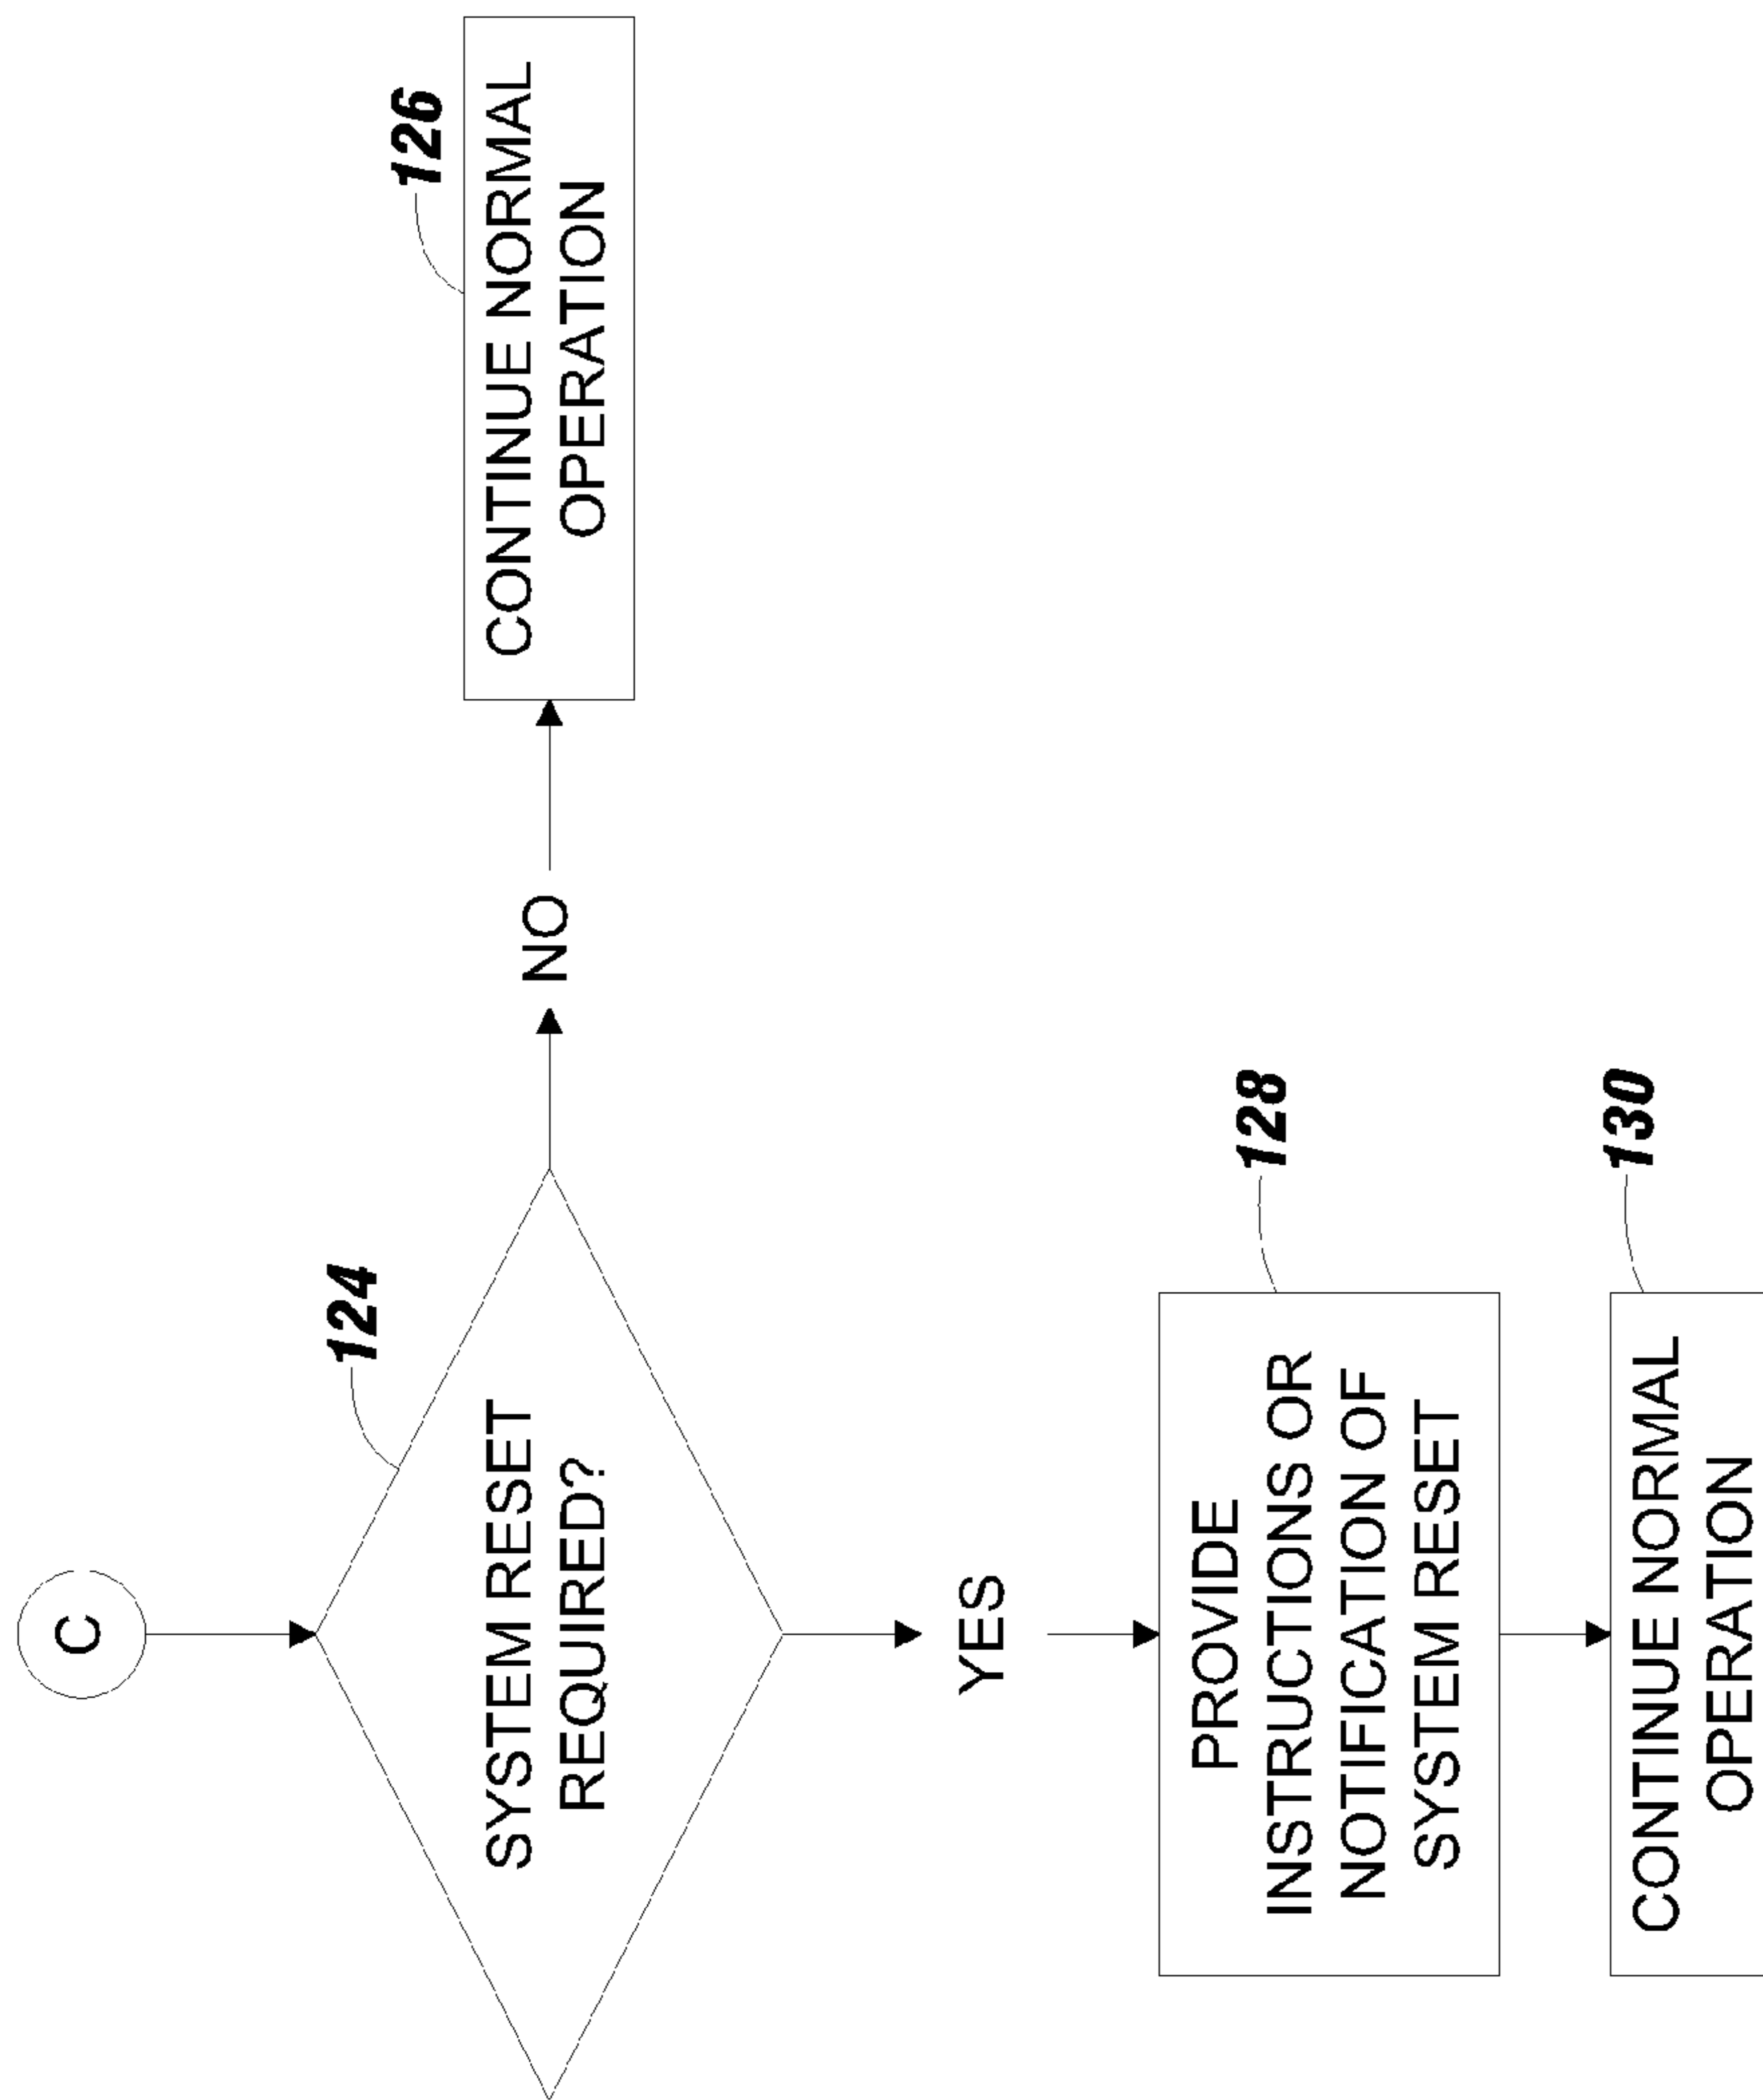 C
124
SYSTEM RESET
REQUIRED?
NO
126
CONTINUE NORMAL
OPERATION
YES
128
PROVIDE
INSTRUCTIONS OR
NOTIFICATION OF
SYSTEM RESET
130
CONTINUE NORMAL
OPERATION